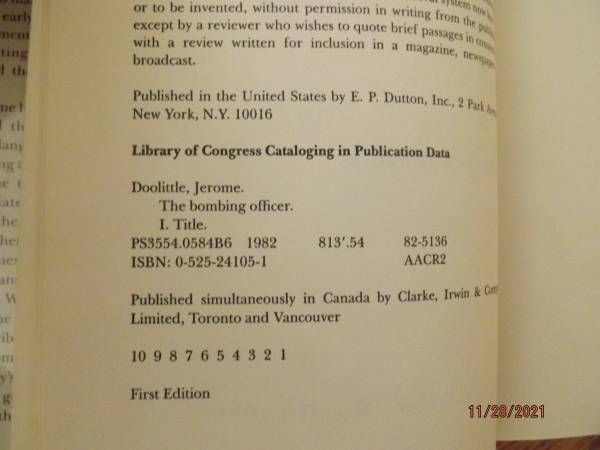 system now
or to be invented, without permission in writing from the
except by a reviewer who wishes to quote brief passages in
with a review written for inclusion in a magazine,
broadcast.
Published in the United States by E. P. Dutton, Inc., 2 Park
New York, N.Y. 10016
Library of Congress Cataloging in Publication Data
Doolittle, Jerome.
The bombing officer.
I. Title.
PS3554.0584B6 1982 813'.54 82-5136
ISBN: 0-525-24105-1 AACR2
Published simultaneously in Canada by Clarke, Irwin &
Limited, Toronto and Vancouver
10 9 8 7 6 5 4 3 2 1
First Edition
11/28/2021